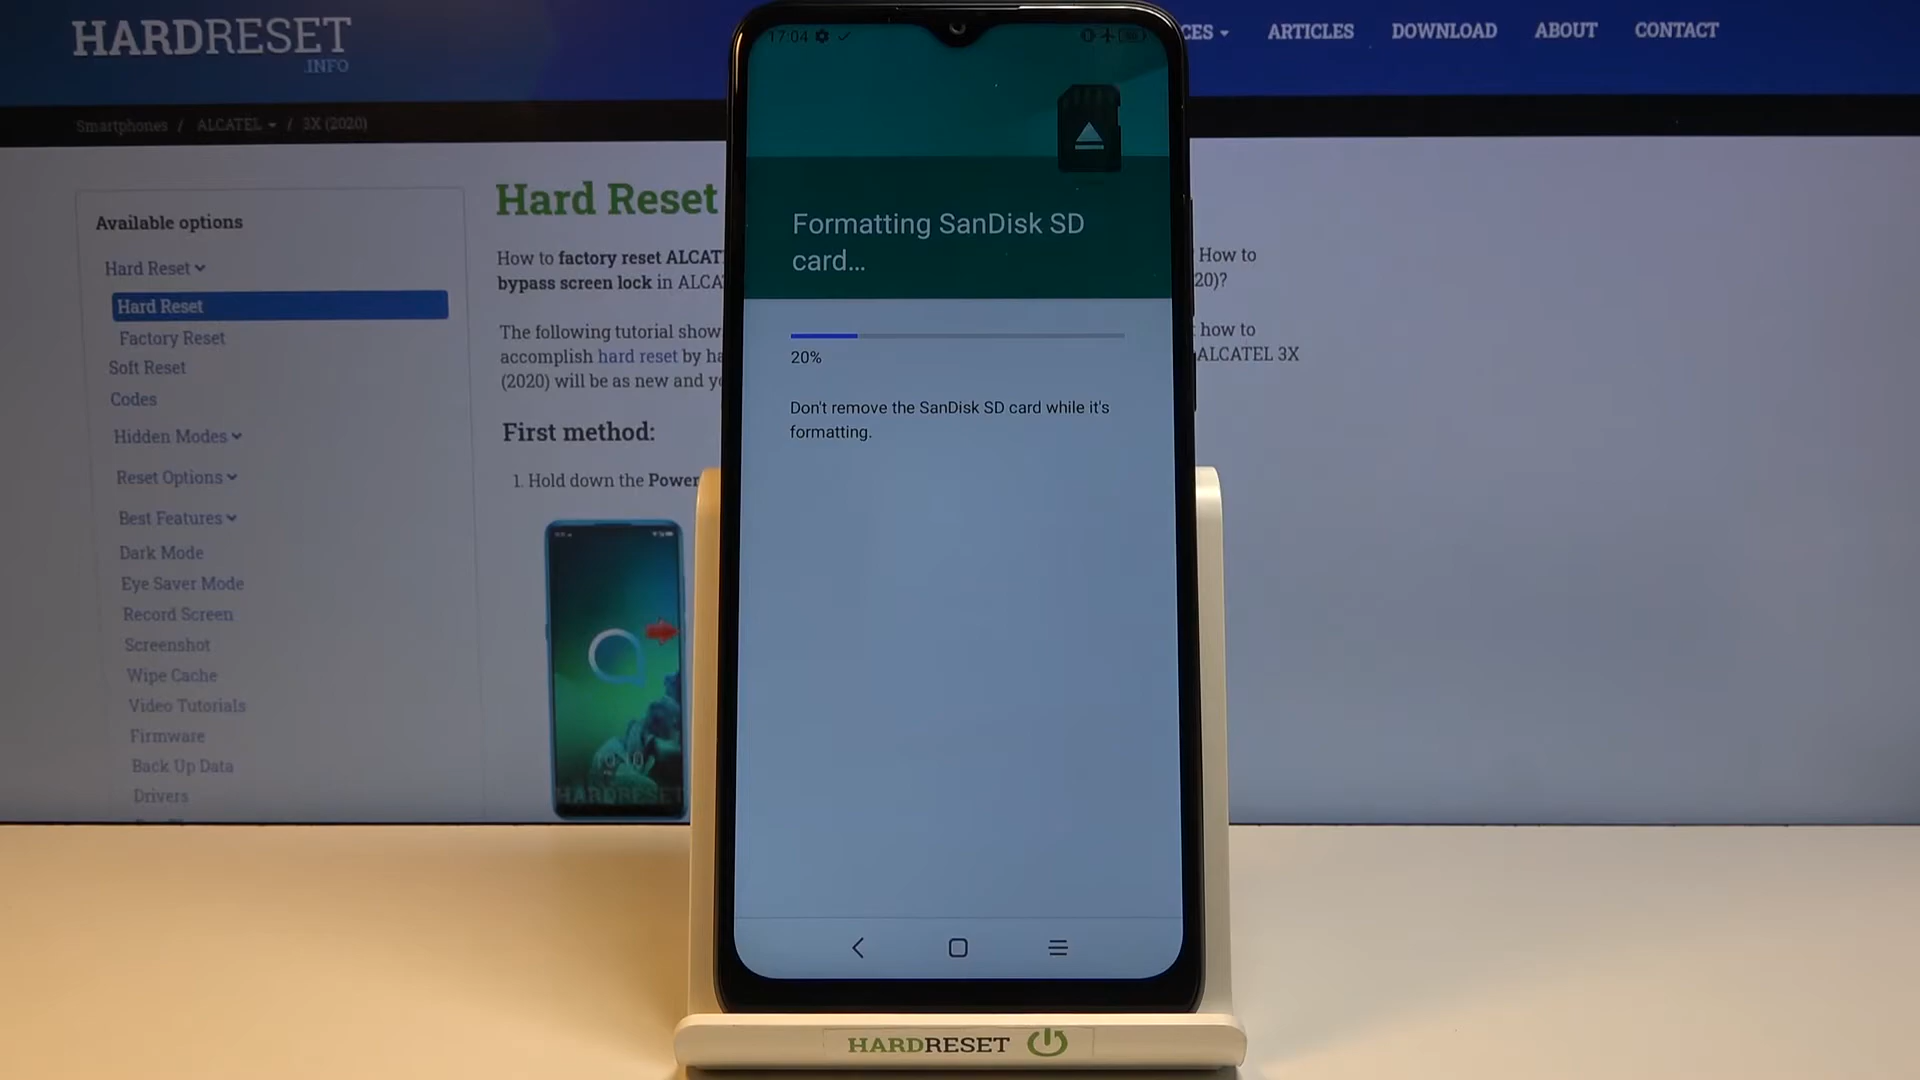 HARDRESET
.INFO
CES
ARTICLES
DOWNLOAD
ABOUT
CONTACT
Smartphones / ALCATEL / 3X (2020)
Available options
Hard Reset
Hard Reset
Factory Reset
Soft Reset
Codes
Hidden Modes
Reset Options
Best Features
Dark Mode
Eye Saver Mode
Record Screen
Screenshot
Wipe Cache
Video Tutorials
Firmware
Back Up Data
Drivers
Hard Reset
How to factory reset ALCAT
bypass screen lock in ALCA
The following tutorial show
accomplish hard reset by ha
(2020) will be as new and yo
First method:
1. Hold down the Power
10:10
HARDRESET
17:04
Formatting SanDisk SD
card...
20%
Don't remove the SanDisk SD card while it's
formatting.
How to
20)?
how to
ALCATEL 3X
HARDRESET